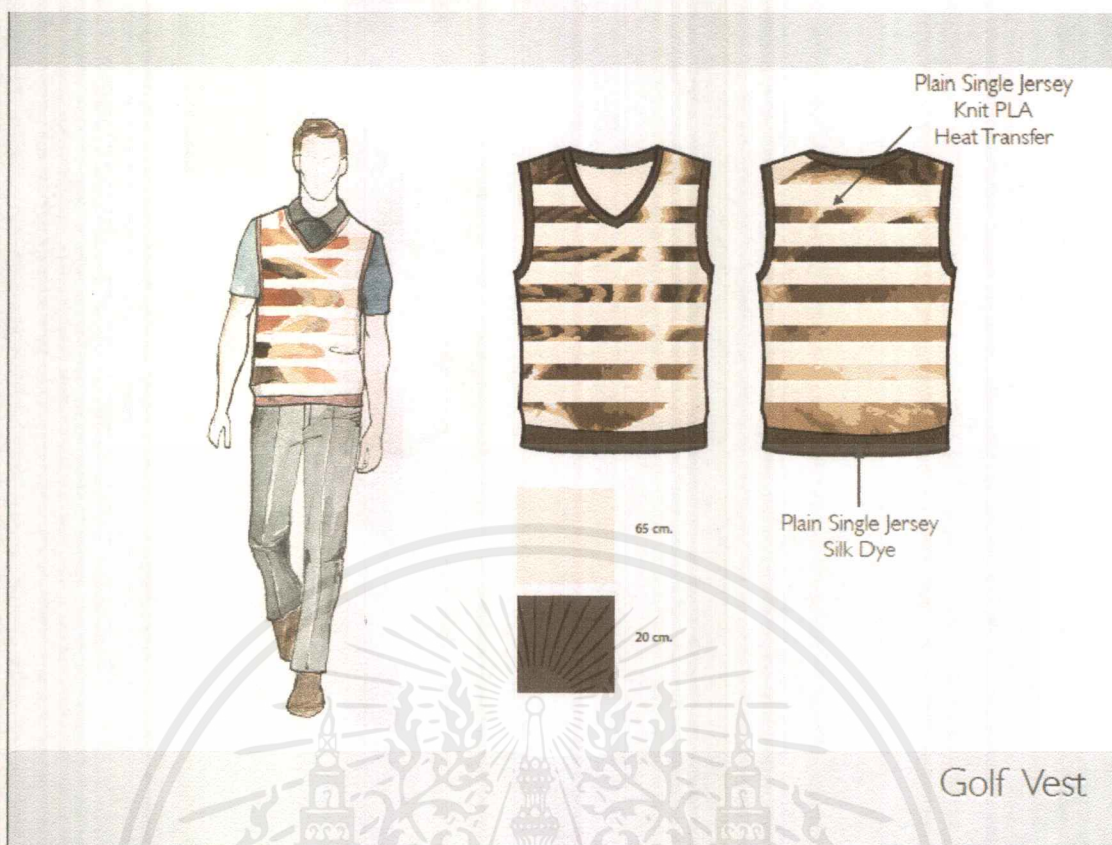 Plain Single Jersey
Knit PLA
Heat Transfer
65 cm.
Plain Single Jersey
Silk Dye
20 cm.
Golf Vest